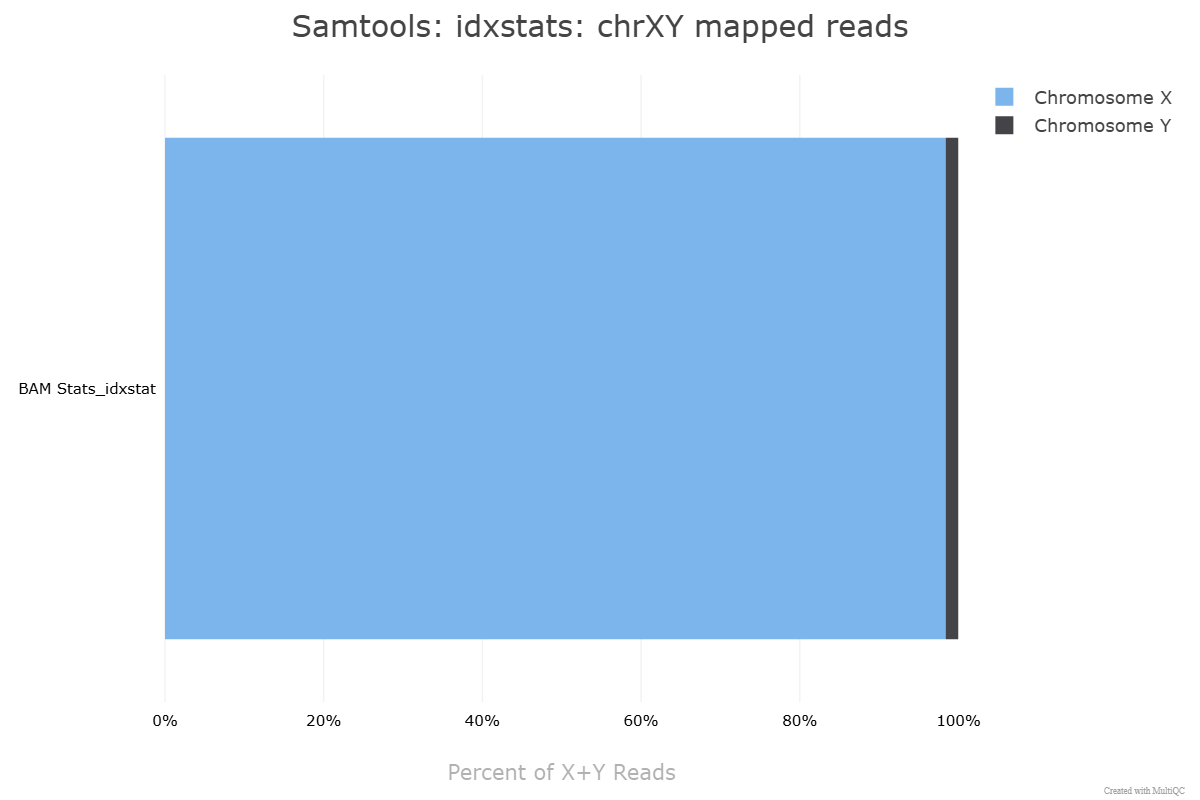 Samtools: idxstats: chrXY mapped reads
Chromosome X
Chromosome Y
BAM Stats_idxstat
0% 20% 40% 60% 80% 100%
Percent of X+Y Reads
Created with MultiQC